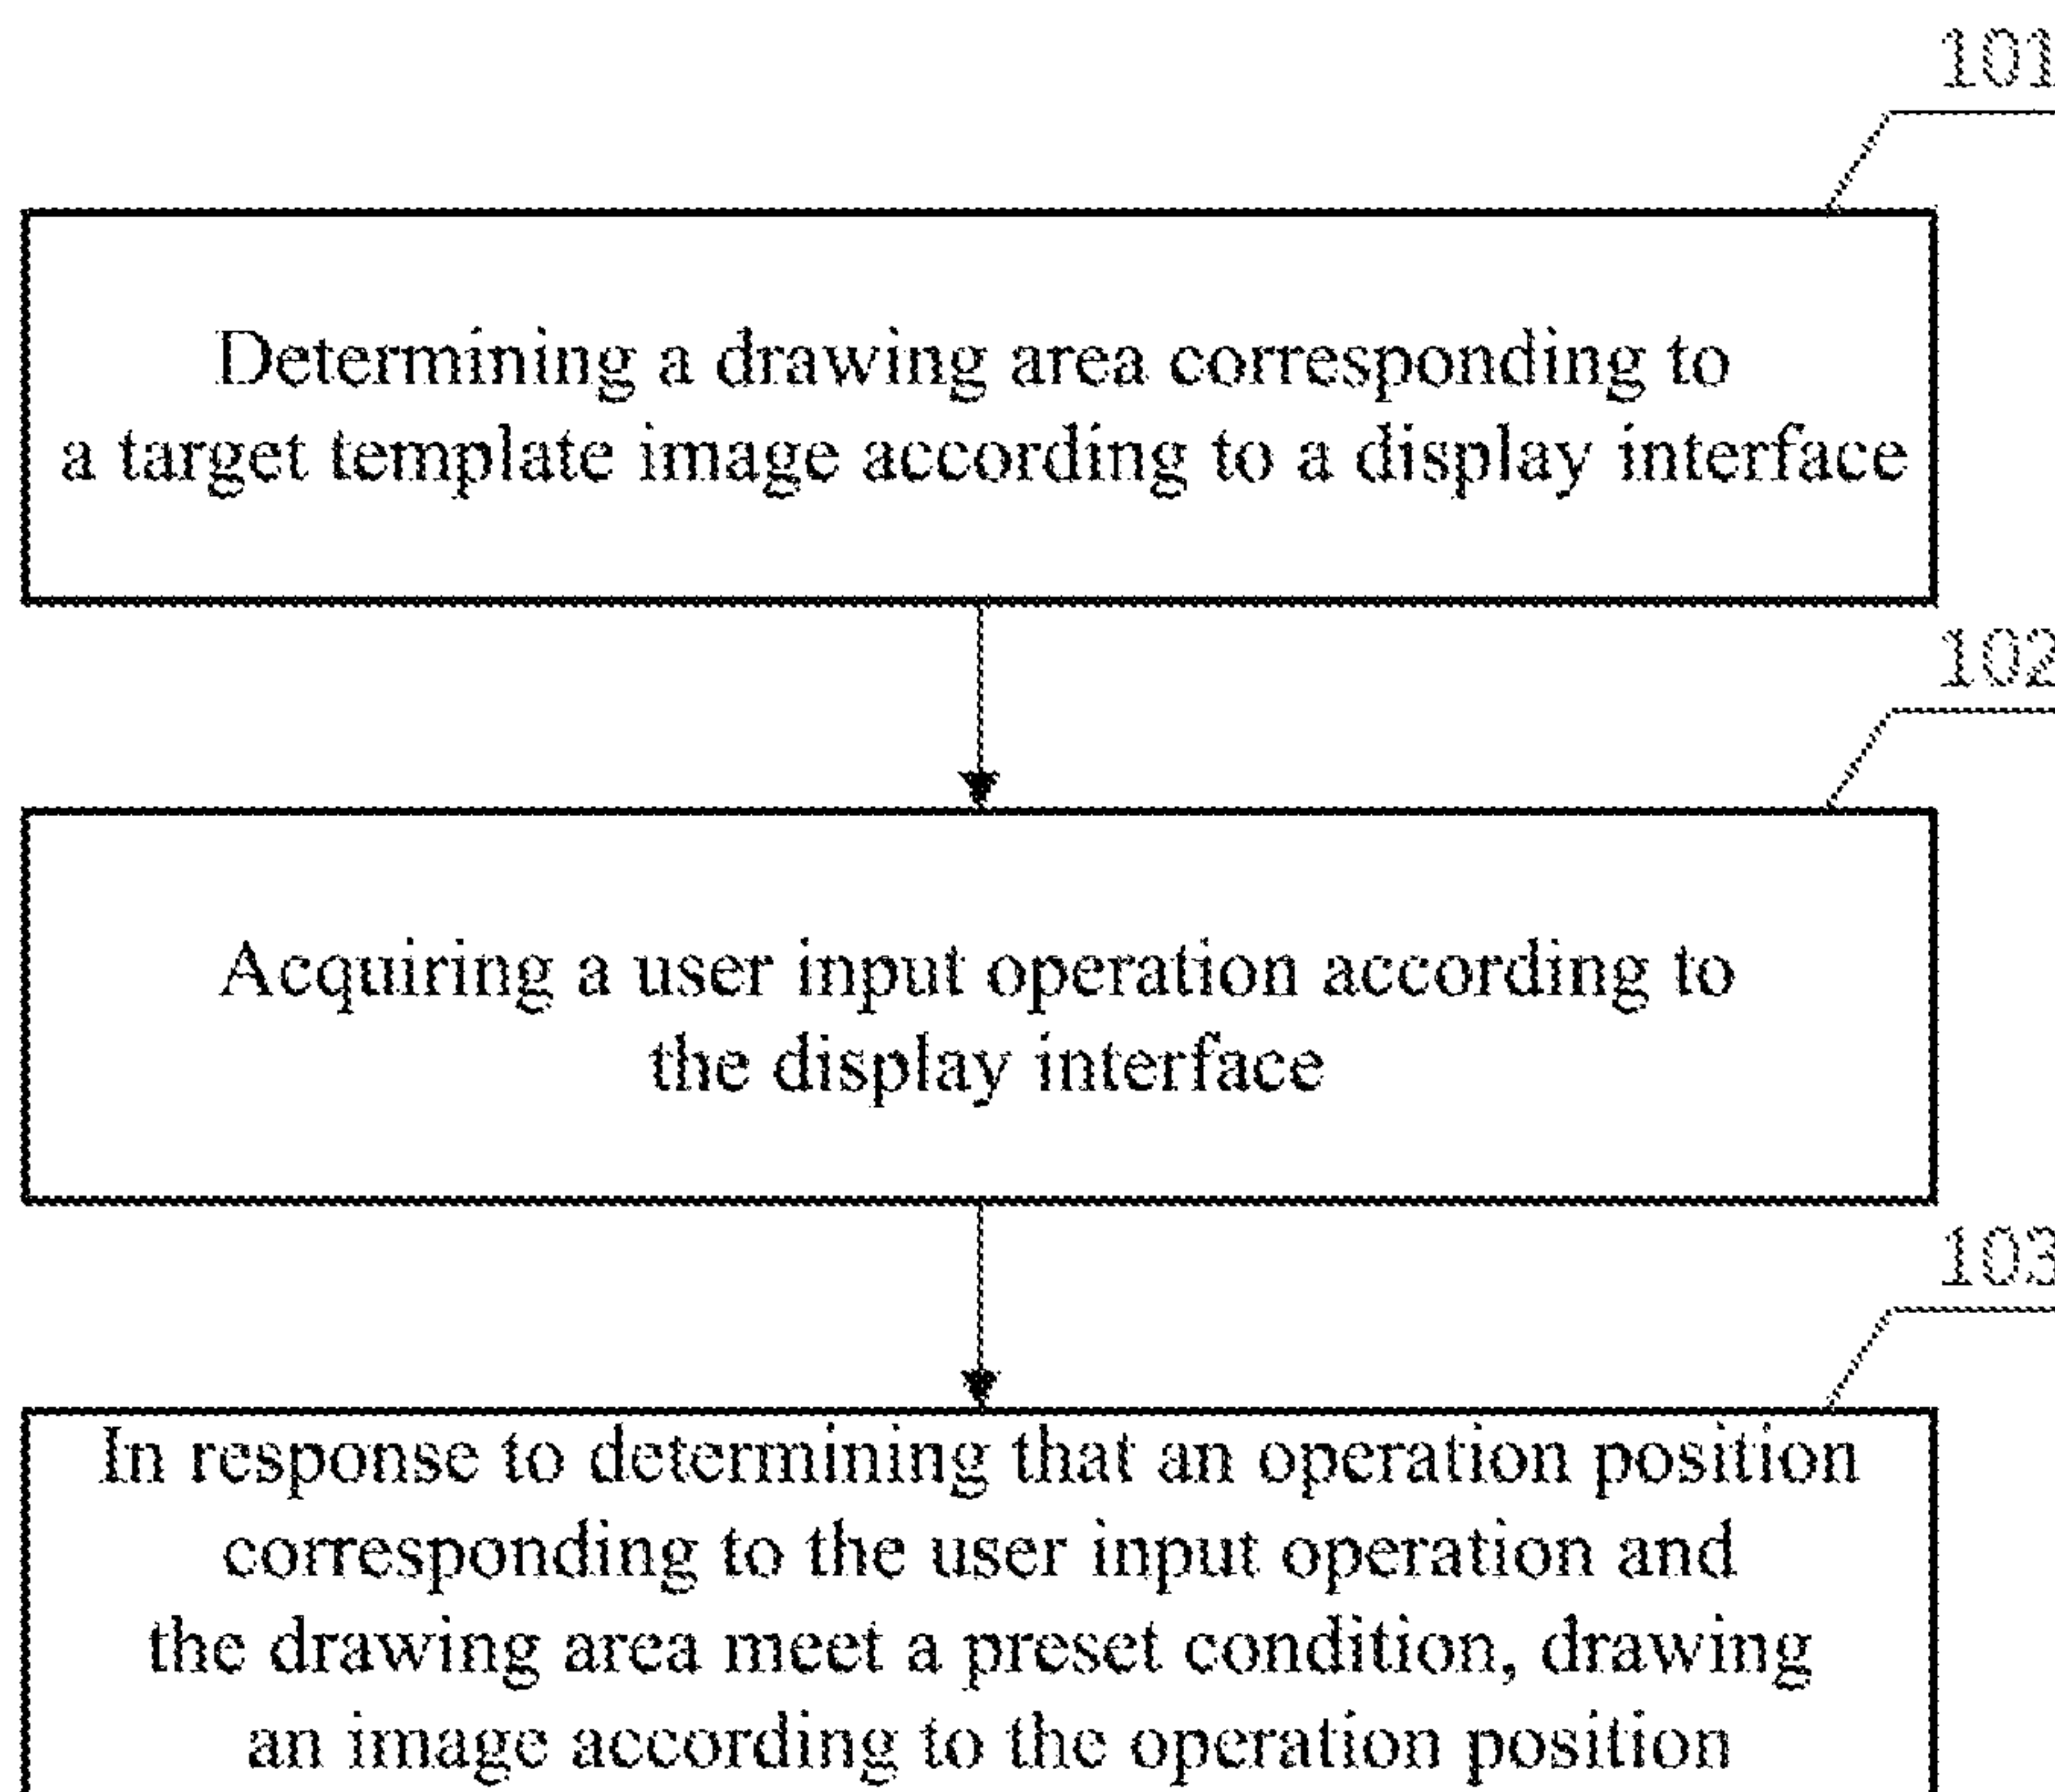 101
Determining a drawing area corresponding to
a target template image according to a display interface
102
Acquiring a user input operation according to
the display interface
103
In response to determining that an operation position
corresponding to the user input operation and
the drawing area meet a preset condition, drawing
an image according to the operation position